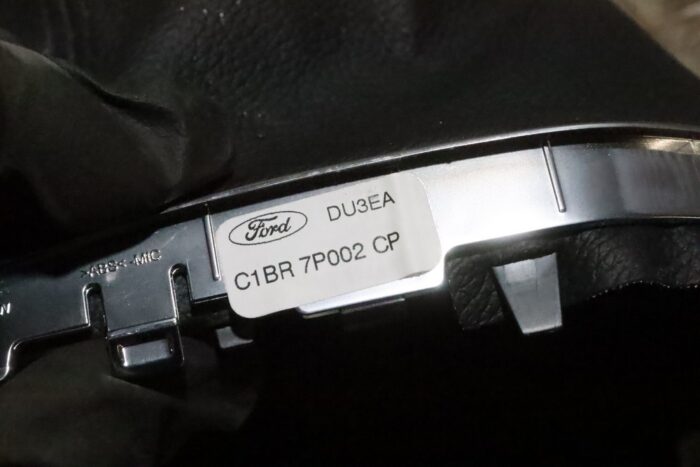 Ford DU3EA
C1BR 7P002 CP
>ABS<-MIC